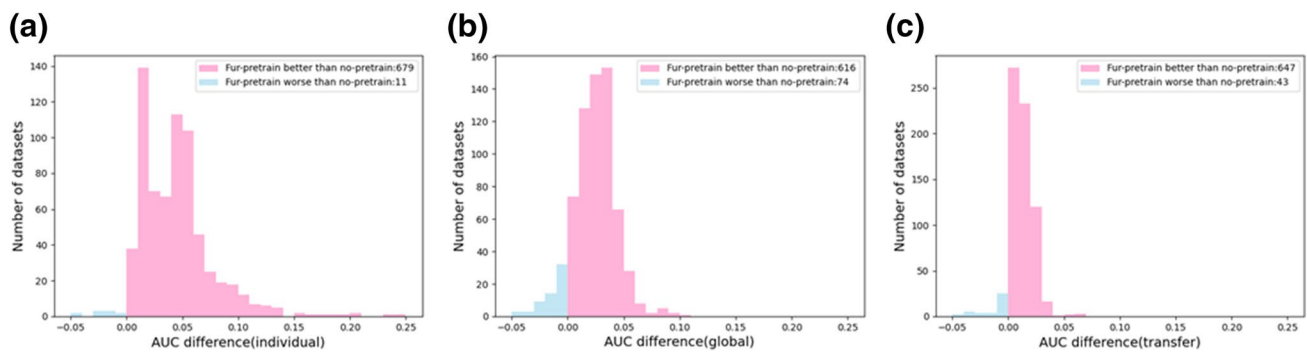 (a)
Fur-pretrain better than no-pretrain:679
Fur-pretrain worse than no-pretrain:11
Number of datasets
140
120
100
80
60
40
20
0
−0.05 0.00 0.05 0.10 0.15 0.20 0.25
AUC difference(individual)
(b)
Fur-pretrain better than no-pretrain:616
Fur-pretrain worse than no-pretrain:74
Number of datasets
160
140
120
100
80
60
40
20
0
−0.05 0.00 0.05 0.10 0.15 0.20 0.25
AUC difference(global)
(c)
Fur-pretrain better than no-pretrain:647
Fur-pretrain worse than no-pretrain:43
Number of datasets
250
200
150
100
50
0
−0.05 0.00 0.05 0.10 0.15 0.20 0.25
AUC difference(transfer)